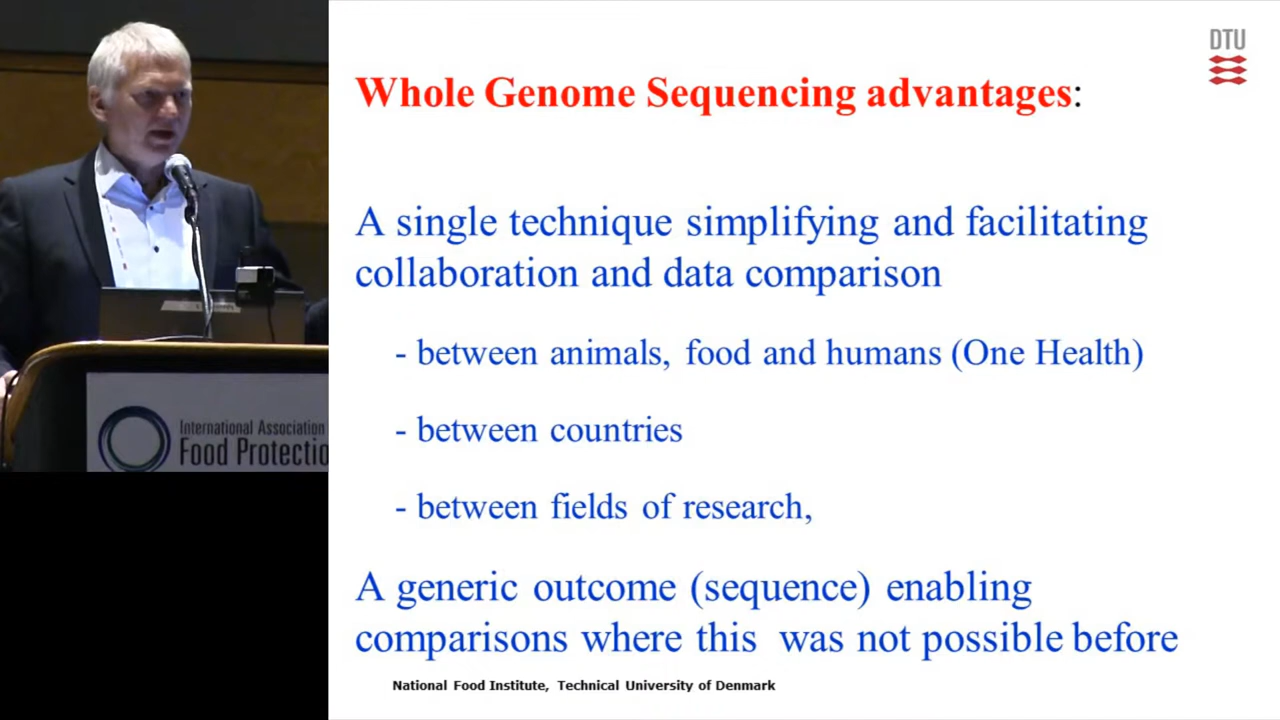 DTU
Whole Genome Sequencing advantages:
A single technique simplifying and facilitating
collaboration and data comparison
- between animals, food and humans (One Health)
- between countries
- between fields of research,
A generic outcome (sequence) enabling
comparisons where this was not possible before
National Food Institute, Technical University of Denmark
International Association
Food Protectio